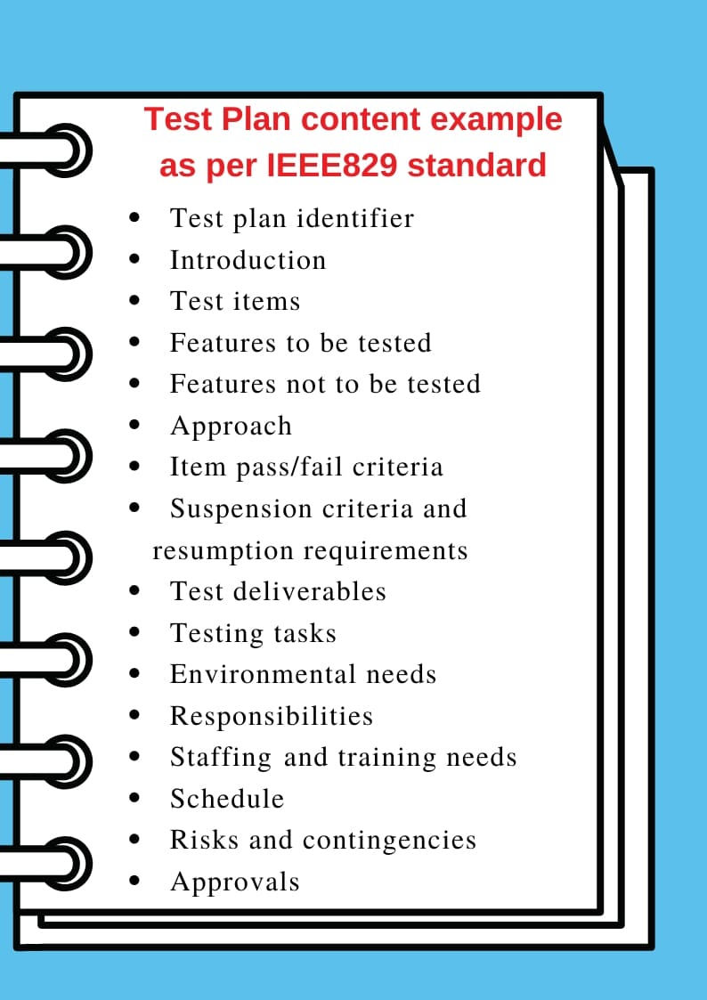 Test Plan content example
as per IEEE829 standard
• Test plan identifier
• Introduction
• Test items
• Features to be tested
• Features not to be tested
• Approach
• Item pass/fail criteria
• Suspension criteria and
resumption requirements
• Test deliverables
• Testing tasks
• Environmental needs
• Responsibilities
• Staffing and training needs
• Schedule
• Risks and contingencies
• Approvals